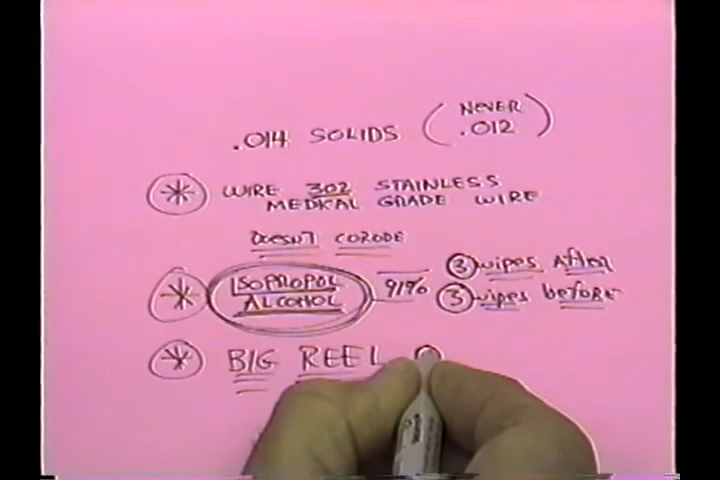 .014 SOLIDS ( NEVER
.012 )
* WIRE 302 STAINLESS
MEDICAL GRADE WIRE
DOESNT CORODE
* ISOPROPOL
ALCOHOL
91%
3 wipes After
3 wipes before
* BIG REEL